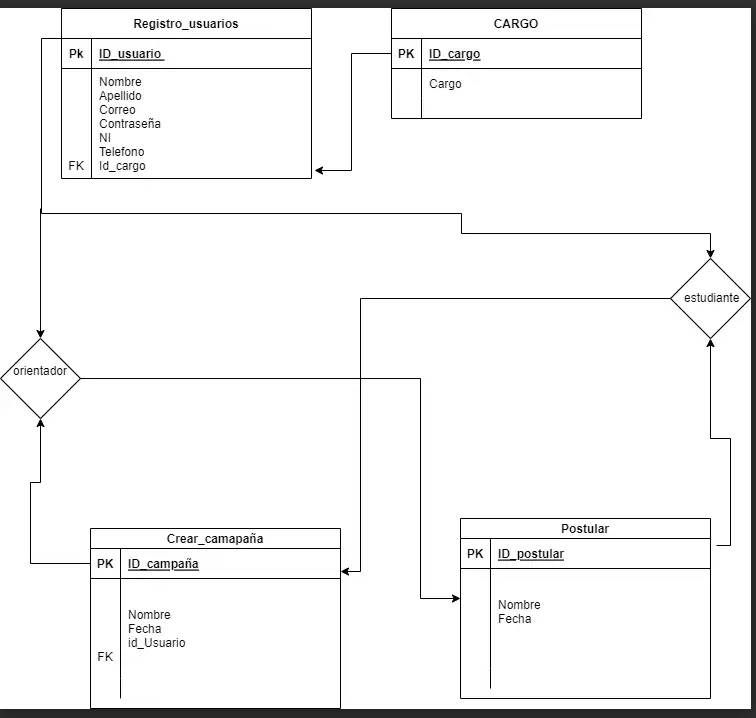 Registro_usuarios
Pk ID_usuario
Nombre
Apellido
Correo
Contraseña
NI
Telefono
FK Id_cargo
CARGO
PK ID_cargo
Cargo
estudiante
orientador
Crear_camapaña
PK ID_campaña
Nombre
Fecha
id_Usuario
FK
Postular
PK ID_postular
Nombre
Fecha